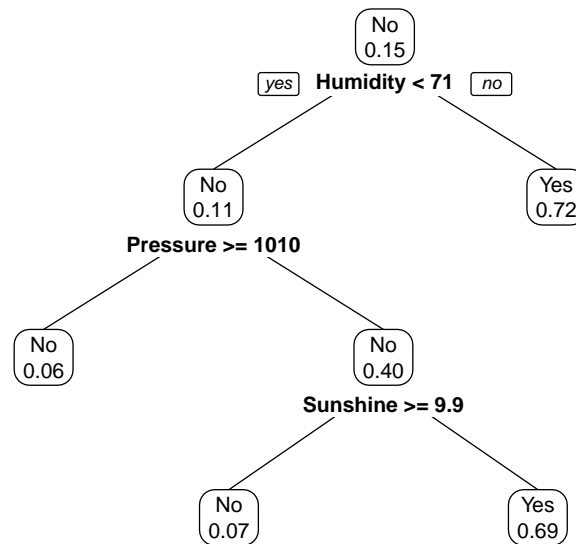 No
0.15
yes Humidity < 71 no
No
0.11
Yes
0.72
Pressure >= 1010
No
0.06
No
0.40
Sunshine >= 9.9
No
0.07
Yes
0.69